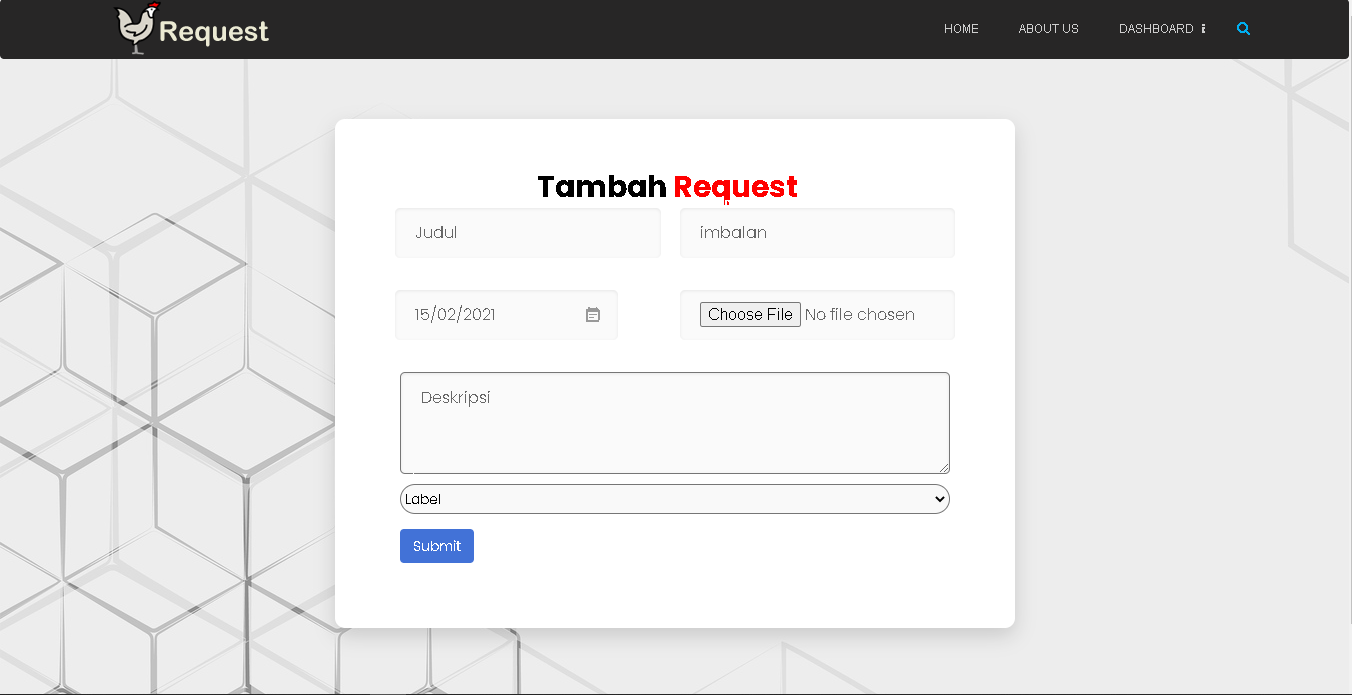 Request
HOME ABOUT US DASHBOARD
Tambah Request
Judul imbalan
15/02/2021 Choose File No file chosen
Deskripsi
Label
Submit